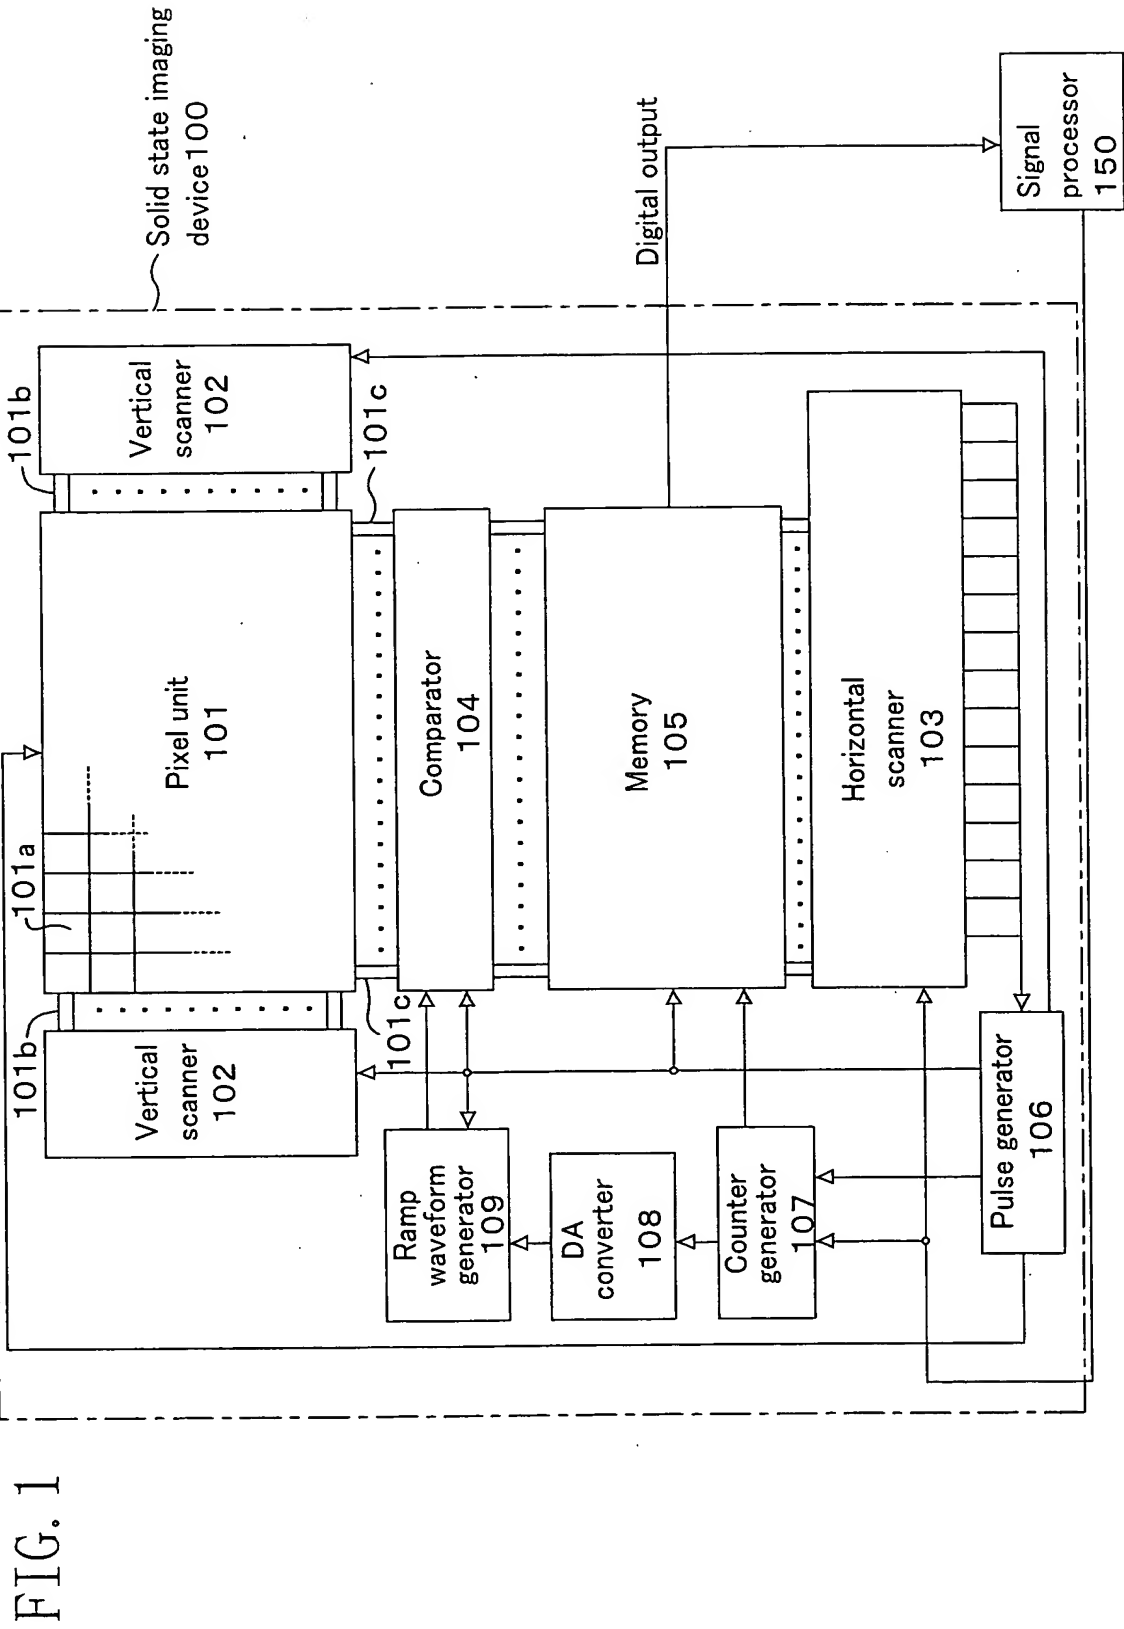 FIG. 1
Solid state imaging
device 100
101b
101b
Vertical
scanner
102
101a
Pixel unit
101
Vertical
scanner
102
101c
101c
Ramp
waveform
generator
109
Comparator
104
DA
converter
108
Memory
105
Digital output
Counter
generator
107
Horizontal
scanner
103
Pulse generator
106
Signal
processor
150